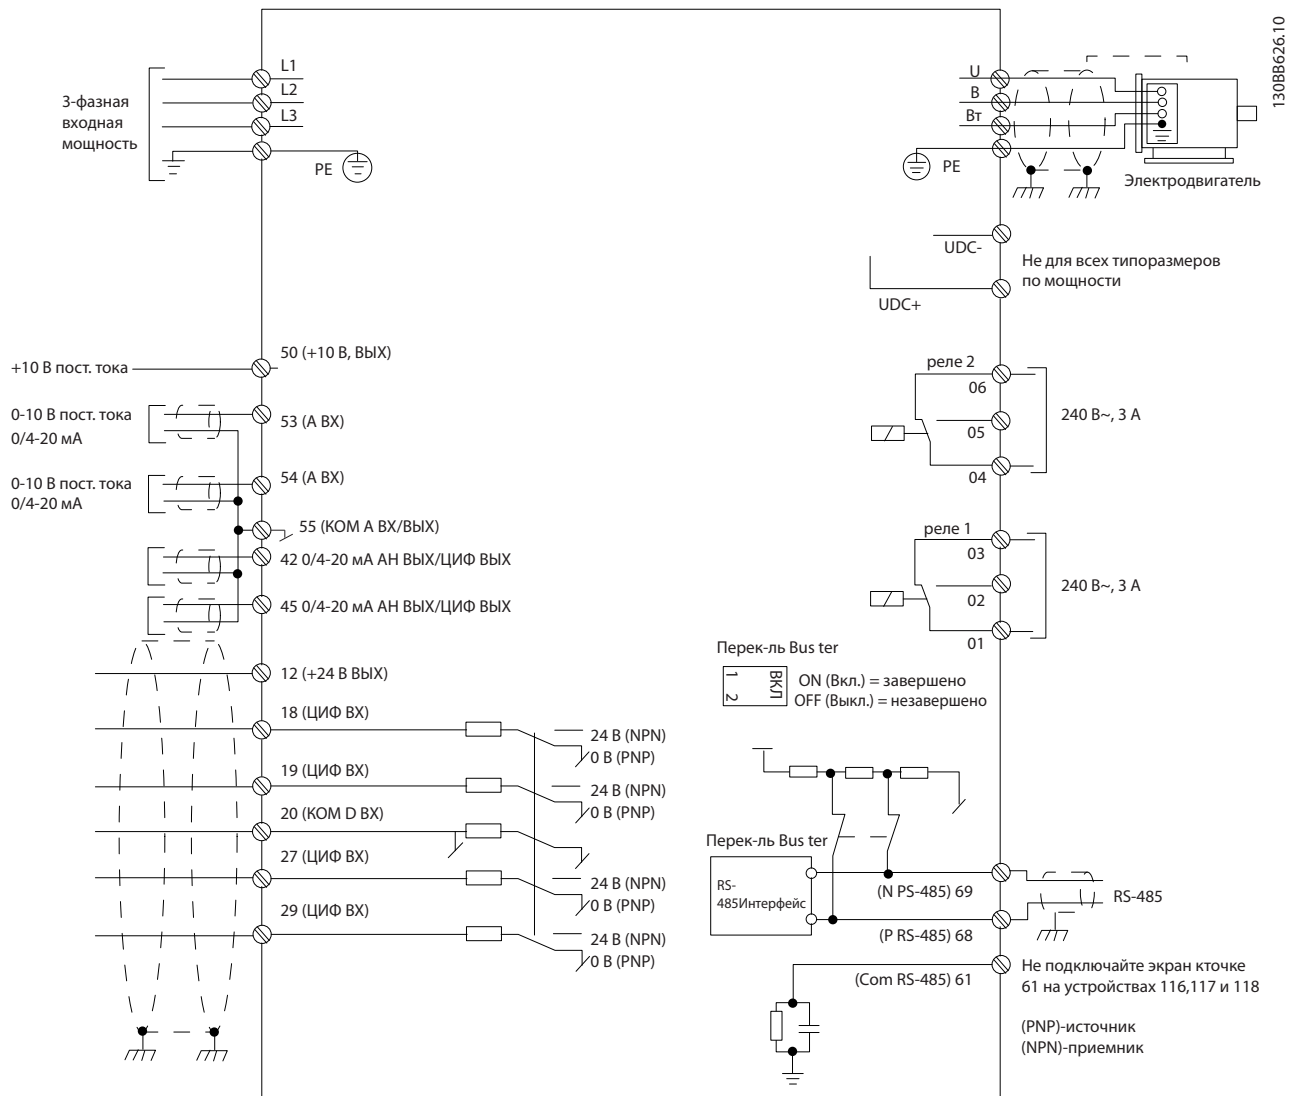 130BB626.10
L1
L2
L3
3-фазная
входная
мощность
PE
U
В
Вт
PE
Электродвигатель
UDC-
Не для всех типоразмеров
по мощности
UDC+
50 (+10 В, ВЫХ)
+10 В пост. тока
0-10 В пост. тока
0/4-20 мА
53 (А ВХ)
0-10 В пост. тока
0/4-20 мА
54 (А ВХ)
55 (КОМ А ВХ/ВЫХ)
42 0/4-20 мА АН ВЫХ/ЦИФ ВЫХ
45 0/4-20 мА АН ВЫХ/ЦИФ ВЫХ
12 (+24 В ВЫХ)
18 (ЦИФ ВХ)
24 В (NPN)
0 В (PNP)
19 (ЦИФ ВХ)
24 В (NPN)
0 В (PNP)
20 (КОМ D ВХ)
27 (ЦИФ ВХ)
24 В (NPN)
0 В (PNP)
29 (ЦИФ ВХ)
24 В (NPN)
0 В (PNP)
реле 2
06
05
04
240 В~, 3 А
реле 1
03
02
01
240 В~, 3 А
Перек-ль Bus ter
1
2
ВКЛ
ON (Вкл.) = завершено
OFF (Выкл.) = незавершено
Перек-ль Bus ter
RS-
485Интерфейс
(N PS-485) 69
RS-485
(P RS-485) 68
(Com RS-485) 61
Не подключайте экран кточке
61 на устройствах 116,117 и 118
(PNP)-источник
(NPN)-приемник